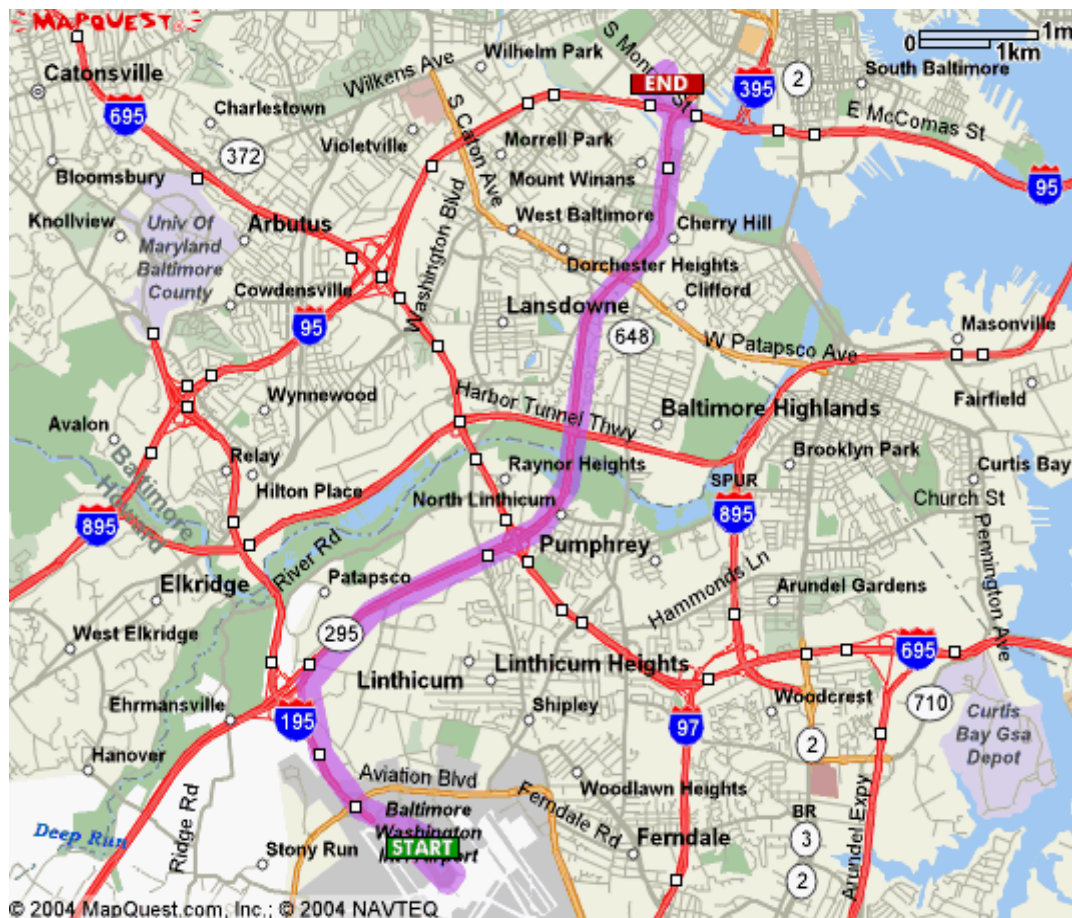 MAPQUEST
Wilhelm Park
S Monroe St
END
395
2
South Baltimore
0
1m
1km
Catonsville
695
Charlestown
Wilkens Ave
E McComas St
Violetville
S Caton Ave
Morrell Park
372
Mount Winans
Bloomsbury
95
Knollview
Univ Of
Maryland
Baltimore
County
Arbutus
Washington Blvd
West Baltimore
Cherry Hill
Dorchester Heights
Cowdensville
Lansdowne
Clifford
95
648
W Patapsco Ave
Masonville
Wynnewood
Harbor Tunnel Thwy
Baltimore Highlands
Fairfield
Avalon
Baltimore
Howard
Relay
Hilton Place
Raynor Heights
Brooklyn Park
Curtis Bay
SPUR
895
North Linthicum
Church St
895
River Rd
Pumphrey
Pennington Ave
Elkridge
Patapsco
Hammonds Ln
Arundel Gardens
West Elkridge
295
Linthicum
Linthicum Heights
695
Ehrmansville
195
Shipley
97
Woodcrest
710
Curtis
Bay Gsa
Depot
Hanover
2
Aviation Blvd
Woodlawn Heights
Ferndale Rd
Baltimore
Washington
START
Deep Run
Ridge Rd
Stony Run
Ferndale
BR
3
2
Arundel Expy
© 2004 MapQuest.com, Inc.; © 2004 NAVTEQ